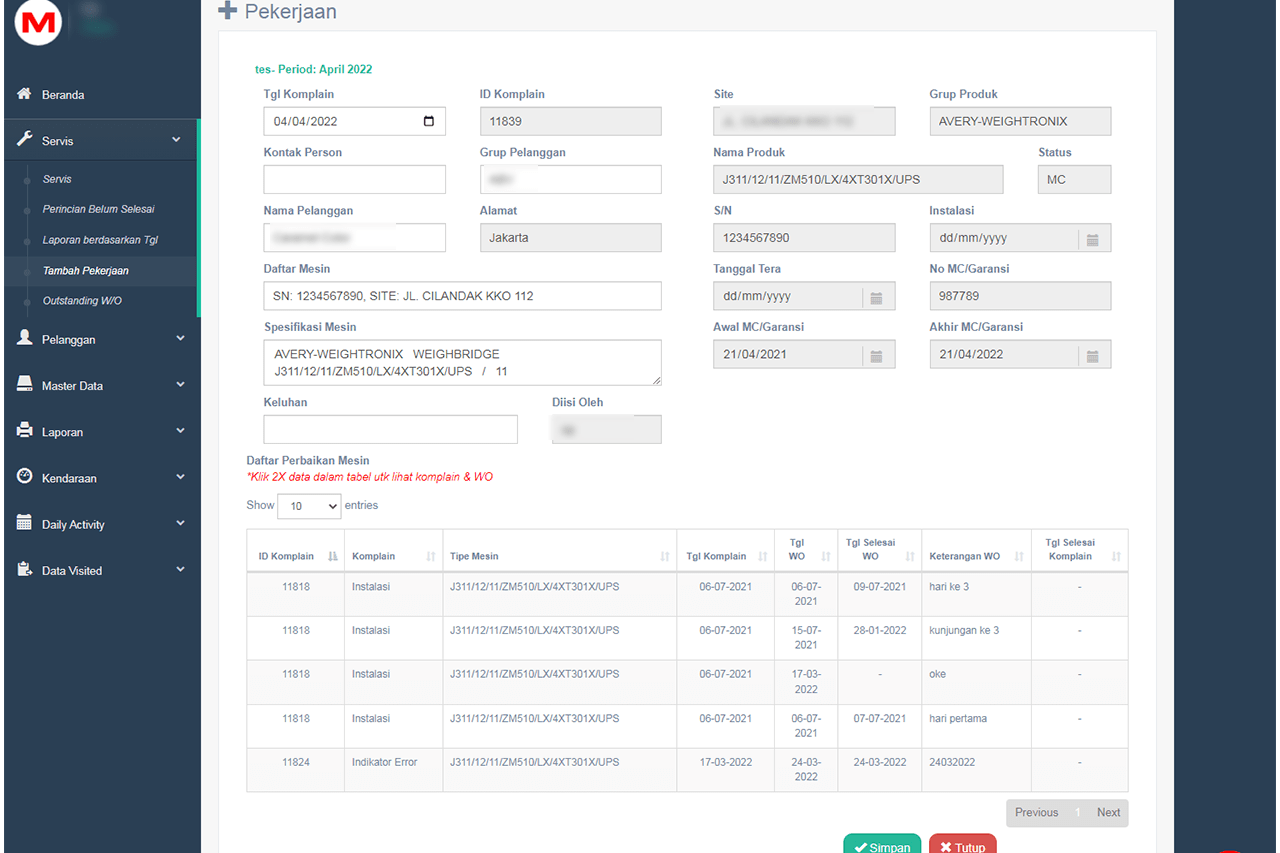 M
Pekerjaan
Beranda
Servis
Servis
Perincian Belum Selesai
Laporan berdasarkan Tgl
Tambah Pekerjaan
Outstanding W/O
Pelanggan
Master Data
Laporan
Kendaraan
Daily Activity
Data Visited
tes- Period: April 2022
Tgl Komplain ID Komplain Site Grup Produk
04/04/2022 11839 AVERY-WEIGHTRONIX
Kontak Person Grup Pelanggan Nama Produk Status
J311/12/11/ZM510/LX/4XT301X/UPS MC
Nama Pelanggan Alamat S/N Instalasi
Jakarta 1234567890 dd/mm/yyyy
Daftar Mesin Tanggal Tera No MC/Garansi
SN: 1234567890, SITE: JL. CILANDAK KKO 112 dd/mm/yyyy 987789
Spesifikasi Mesin Awal MC/Garansi Akhir MC/Garansi
AVERY-WEIGHTRONIX WEIGHBRIDGE 21/04/2021 21/04/2022
J311/12/11/ZM510/LX/4XT301X/UPS / 11
Keluhan Diisi Oleh
Daftar Perbaikan Mesin
*Klik 2X data dalam tabel utk lihat komplain & WO
Show 10 entries
ID Komplain Komplain Tipe Mesin Tgl Komplain Tgl WO Tgl Selesai WO Keterangan WO Tgl Selesai Komplain
11818 Instalasi J311/12/11/ZM510/LX/4XT301X/UPS 06-07-2021 06-07-2021 09-07-2021 hari ke 3 -
11818 Instalasi J311/12/11/ZM510/LX/4XT301X/UPS 06-07-2021 15-07-2021 28-01-2022 kunjungan ke 3 -
11818 Instalasi J311/12/11/ZM510/LX/4XT301X/UPS 06-07-2021 17-03-2022 - oke -
11818 Instalasi J311/12/11/ZM510/LX/4XT301X/UPS 06-07-2021 06-07-2021 07-07-2021 hari pertama -
11824 Indikator Error J311/12/11/ZM510/LX/4XT301X/UPS 17-03-2022 24-03-2022 24-03-2022 24032022 -
Previous 1 Next
Simpan Tutup